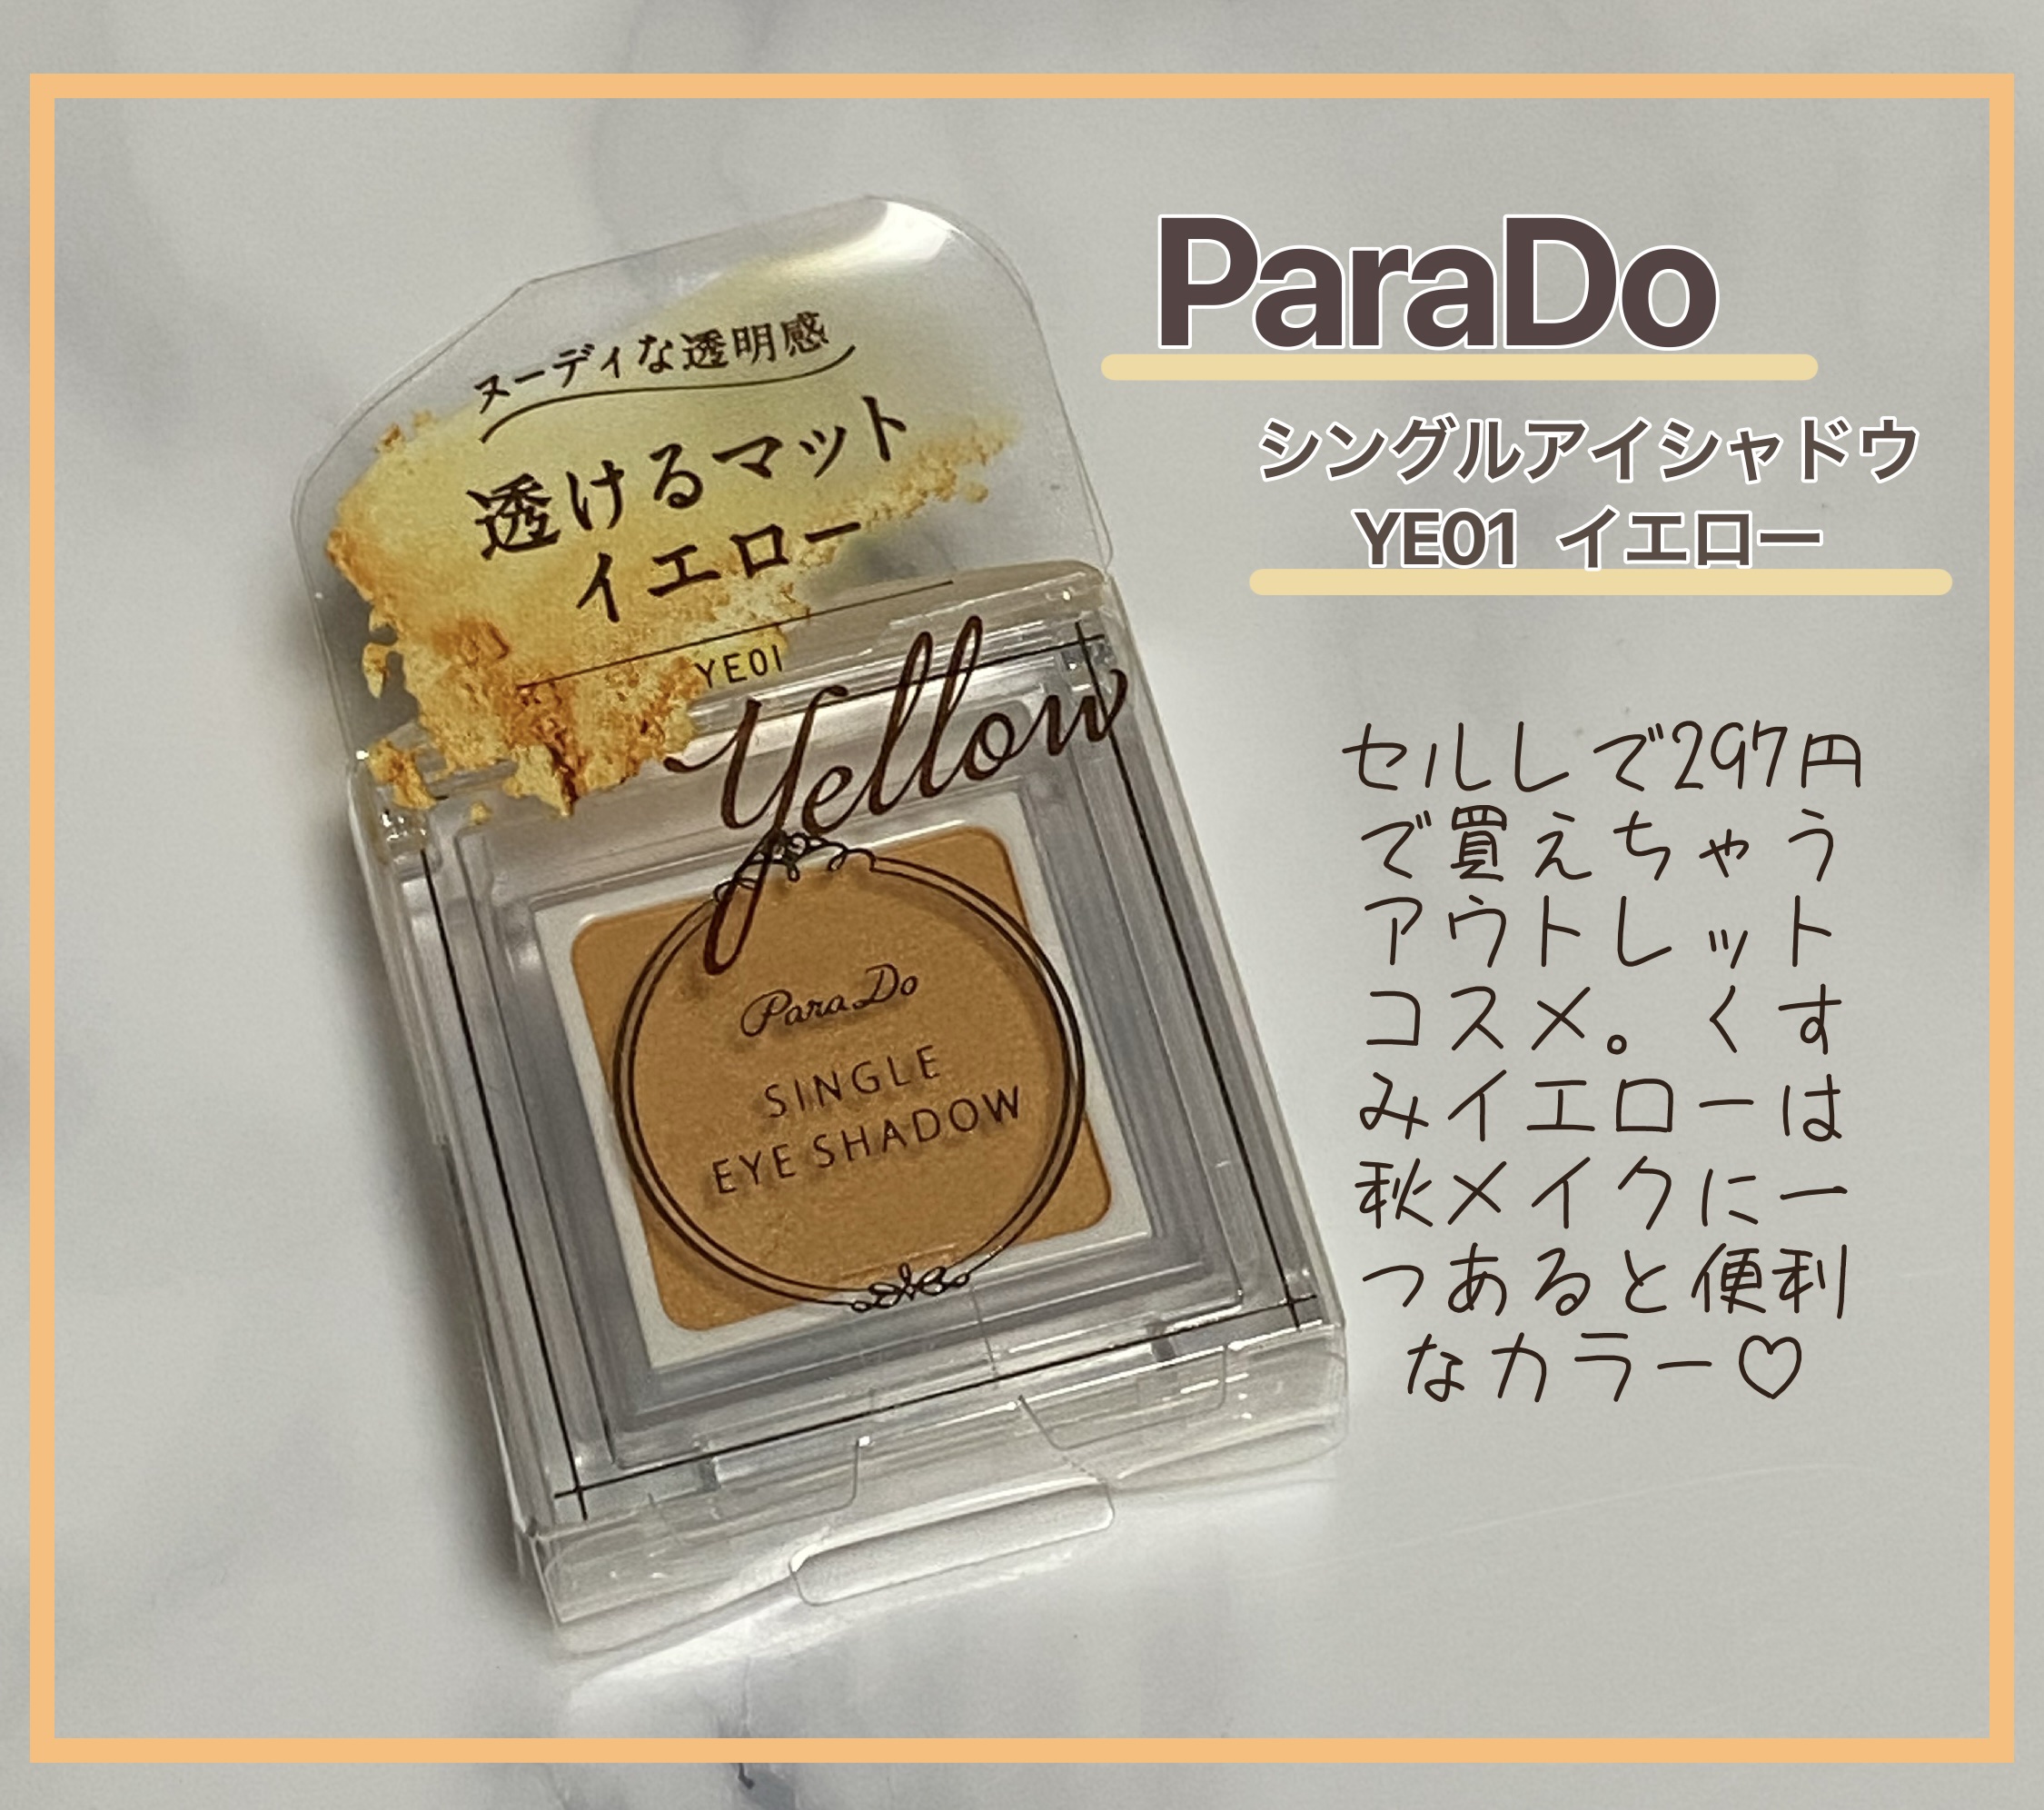 ヌーディな透明感
透けるマット
イエロー
YE01
Yellow
ParaDo
SINGLE
EYE SHADOW
ParaDo
シングルアイシャドウ
YE01 イエロー
セルレで297円
で買えちゃう
アウトレット
コスメ。くす
みイエローは
秋メイクに一
つあると便利
なカラー♡